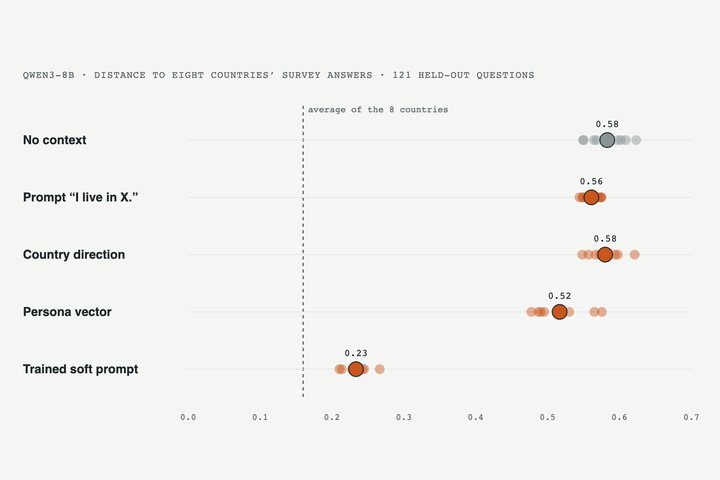 QWEN3-8B · DISTANCE TO EIGHT COUNTRIES’ SURVEY ANSWERS · 121 HELD-OUT QUESTIONS
average of the 8 countries
0.58
No context
0.56
Prompt “I live in X.”
0.58
Country direction
0.52
Persona vector
0.23
Trained soft prompt
0.0 0.1 0.2 0.3 0.4 0.5 0.6 0.7